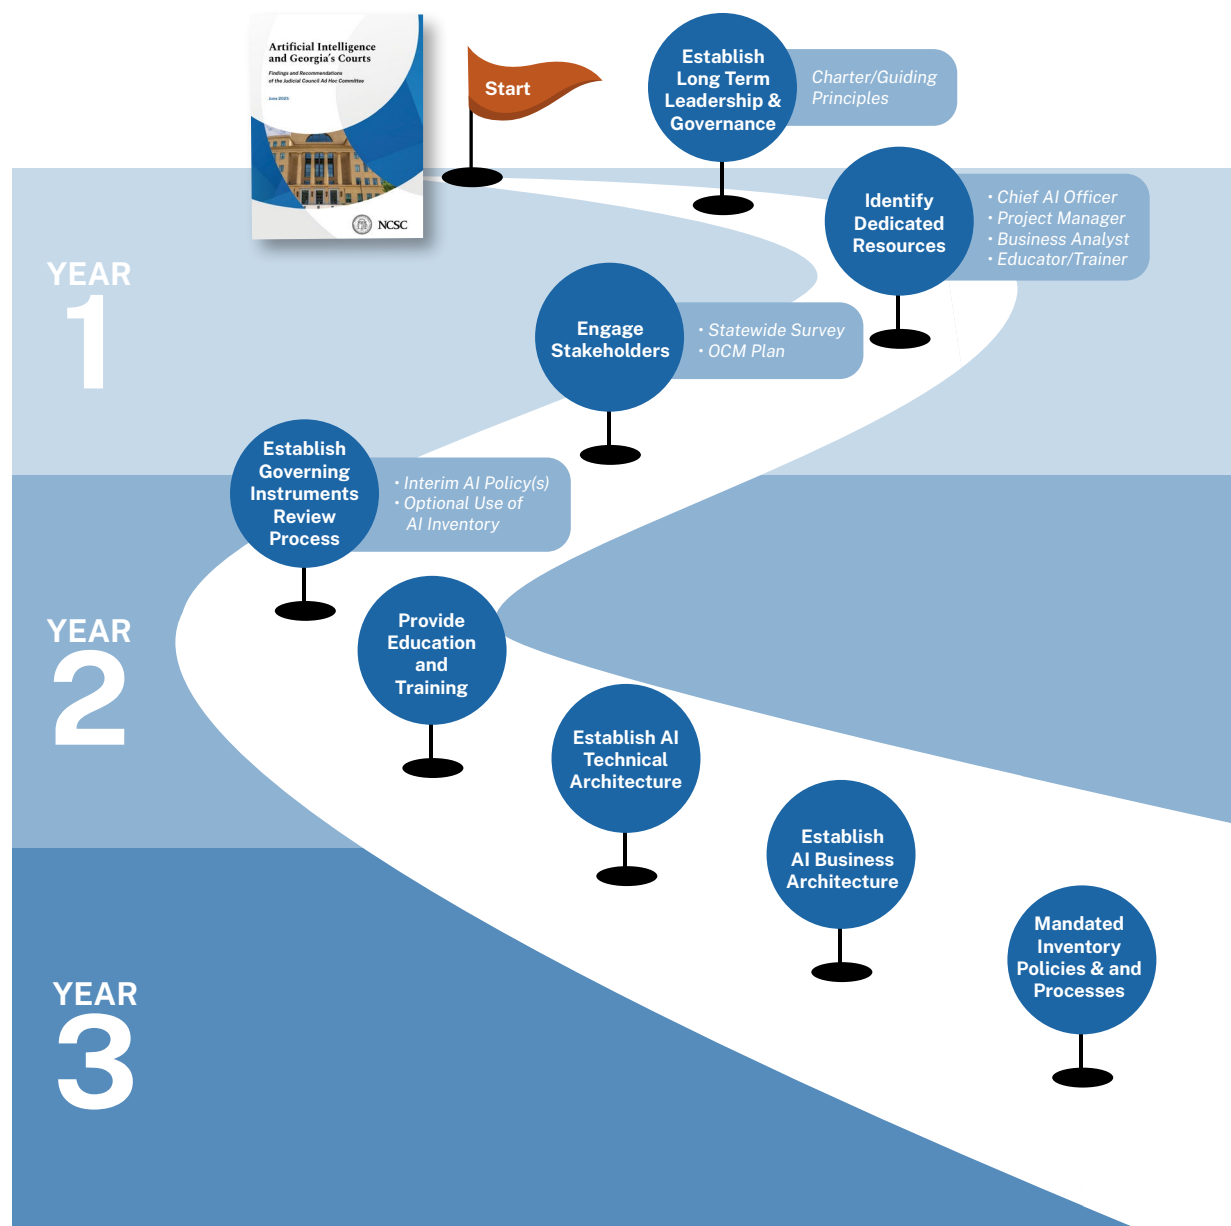 Artificial Intelligence
and Georgia's Courts
Findings and Recommendations
of the Judicial Council Ad Hoc Committee
June 2025
NCSC
Start
Establish
Long Term
Leadership &
Governance
Charter/Guiding
Principles
Identify
Dedicated
Resources
• Chief AI Officer
• Project Manager
• Business Analyst
• Educator/Trainer
YEAR
1
Engage
Stakeholders
• Statewide Survey
• OCM Plan
Establish
Governing
Instruments
Review
Process
• Interim AI Policy(s)
• Optional Use of
AI Inventory
YEAR
2
Provide
Education
and
Training
Establish AI
Technical
Architecture
Establish
AI Business
Architecture
Mandated
Inventory
Policies & and
Processes
YEAR
3